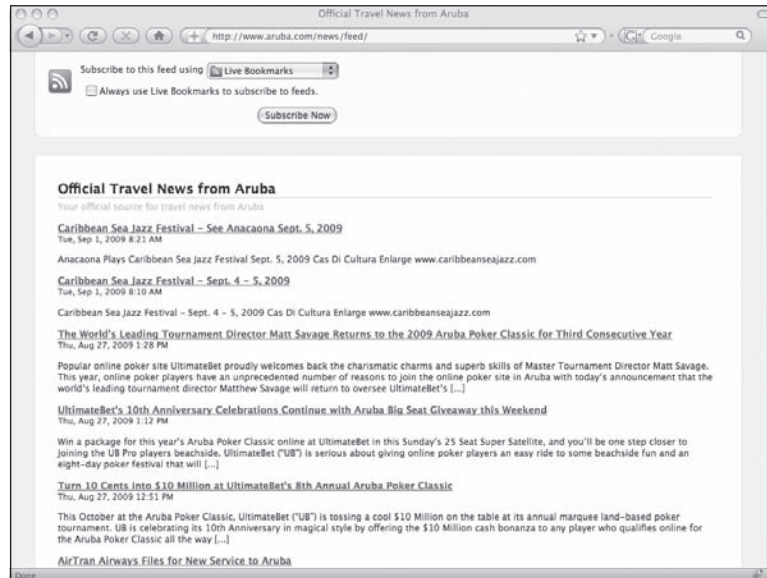 Official Travel News from Aruba
http://www.aruba.com/news/feed/
Google
Subscribe to this feed using Live Bookmarks
Always use Live Bookmarks to subscribe to feeds.
Subscribe Now
Official Travel News from Aruba
Your official source for travel news from Aruba
Caribbean Sea Jazz Festival – See Anacaona Sept. 5, 2009
Tue, Sep 1, 2009 8:21 AM
Anacaona Plays Caribbean Sea Jazz Festival Sept. 5, 2009 Cas Di Cultura Enlarge www.caribbeanseajazz.com
Caribbean Sea Jazz Festival – Sept. 4 – 5, 2009
Tue, Sep 1, 2009 8:10 AM
Caribbean Sea Jazz Festival – Sept. 4 – 5, 2009 Cas Di Cultura Enlarge www.caribbeanseajazz.com
The World's Leading Tournament Director Matt Savage Returns to the 2009 Aruba Poker Classic for Third Consecutive Year
Thu, Aug 27, 2009 1:28 PM
Popular online poker site UltimateBet proudly welcomes back the charismatic charms and superb skills of Master Tournament Director Matt Savage.
This year, online poker players have an unprecedented number of reasons to join the online poker site in Aruba with today's announcement that the
world's leading tournament director Matthew Savage will return to oversee UltimateBet's [...]
UltimateBet's 10th Anniversary Celebrations Continue with Aruba Big Seat Giveaway this Weekend
Thu, Aug 27, 2009 1:12 PM
Win a package for this year's Aruba Poker Classic online at UltimateBet in this Sunday's 25 Seat Super Satellite, and you'll be one step closer to
joining the UB Pro players beachside. UltimateBet ("UB") is serious about giving online poker players an easy ride to some beachside fun and an
eight-day poker festival that will [...]
Turn 10 Cents into $10 Million at UltimateBet's 8th Annual Aruba Poker Classic
Thu, Aug 27, 2009 12:51 PM
This October at the Aruba Poker Classic, UltimateBet ("UB") is tossing a cool $10 Million on the table at its annual marquee land-based poker
tournament. UB is celebrating its 10th Anniversary in magical style by offering the $10 Million cash bonanza to any player who qualifies online for
the Aruba Poker Classic all the way [...]
AirTran Airways Files for New Service to Aruba
Done